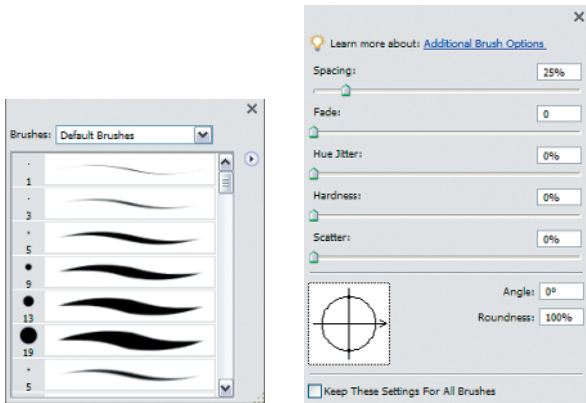 Brushes: Default Brushes
1
3
5
9
13
19
5
Learn more about: Additional Brush Options
Spacing: 25%
Fade: 0
Hue Jitter: 0%
Hardness: 0%
Scatter: 0%
Angle: 0°
Roundness: 100%
Keep These Settings For All Brushes